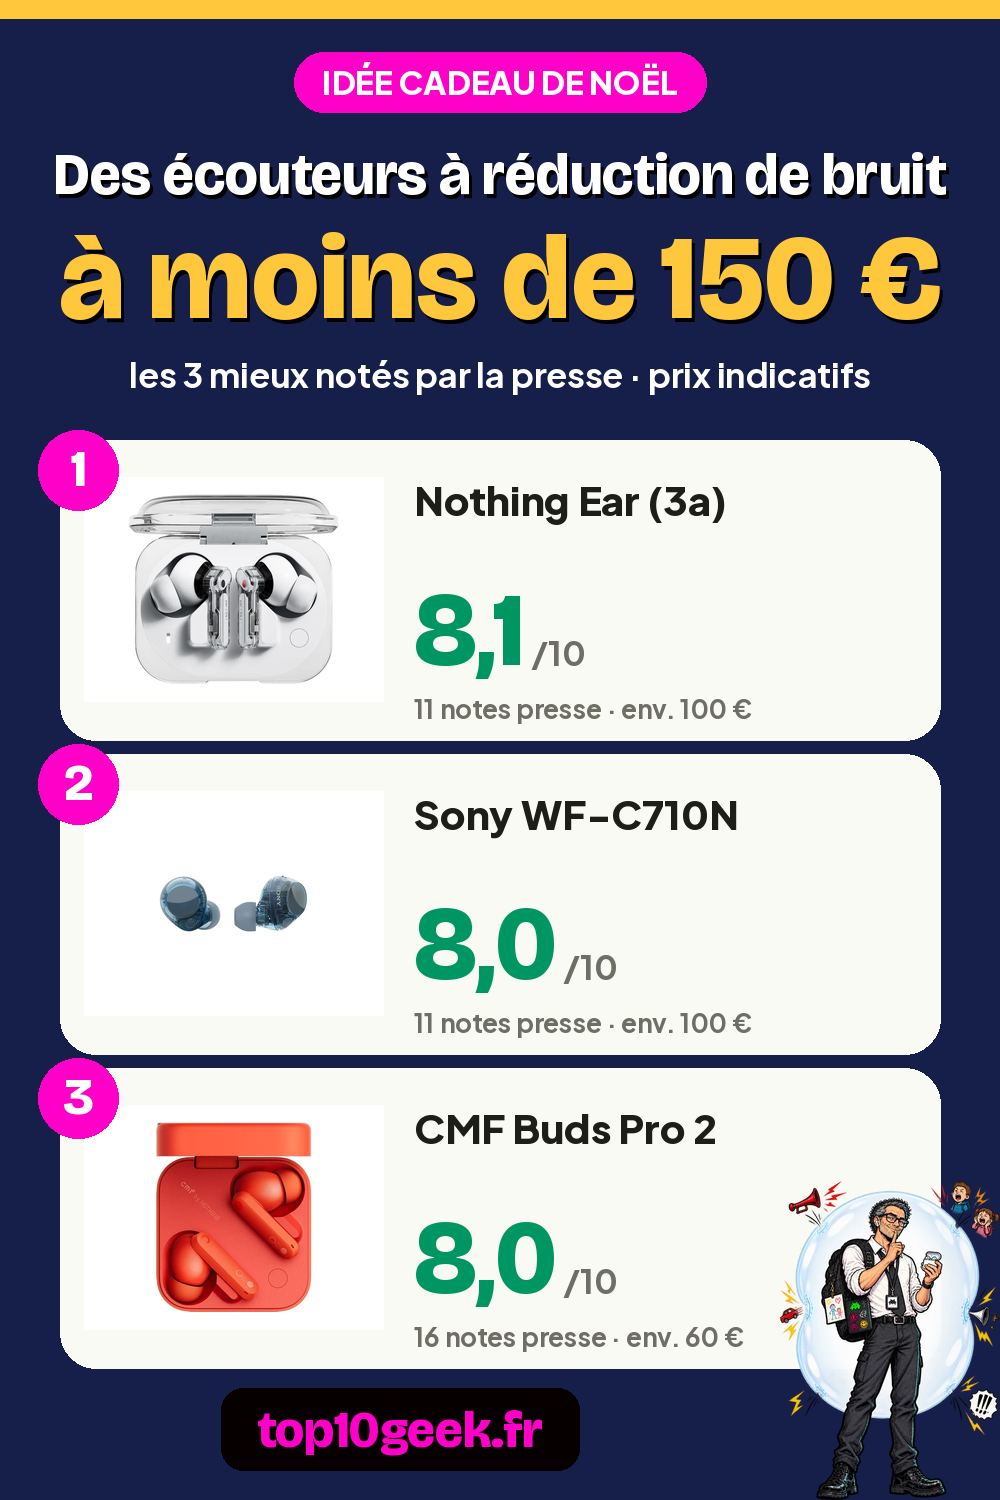 IDÉE CADEAU DE NOËL
Des écouteurs à réduction de bruit
à moins de 150 €
les 3 mieux notés par la presse · prix indicatifs
1
Nothing Ear (3a)
8,1 /10
11 notes presse · env. 100 €
2
Sony WF-C710N
SONY
8,0 /10
11 notes presse · env. 100 €
3
CMF Buds Pro 2
8,0 /10
16 notes presse · env. 60 €
!!!
top10geek.fr